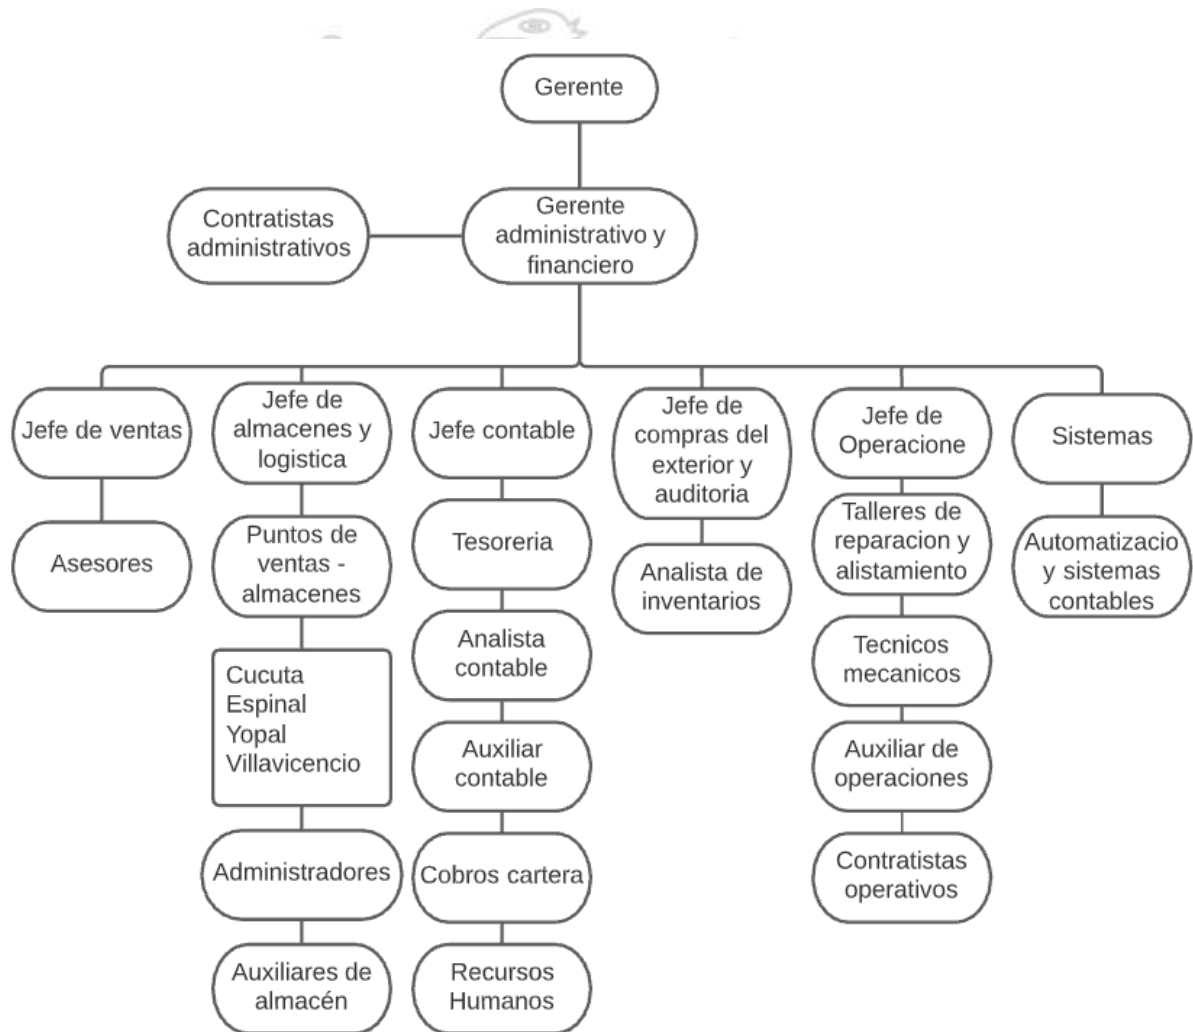 Gerente
Contratistas
administrativos
Gerente
administrativo y
financiero
Jefe de ventas
Asesores
Jefe de
almacenes y
logistica
Puntos de
ventas -
almacenes
Cucuta
Espinal
Yopal
Villavicencio
Administradores
Auxiliares de
almacén
Jefe contable
Tesoreria
Analista
contable
Auxiliar
contable
Cobros cartera
Recursos
Humanos
Jefe de
compras del
exterior y
auditoria
Analista de
inventarios
Jefe de
Operacione
Talleres de
reparacion y
alistamiento
Tecnicos
mecanicos
Auxiliar de
operaciones
Contratistas
operativos
Sistemas
Automatizacio
y sistemas
contables